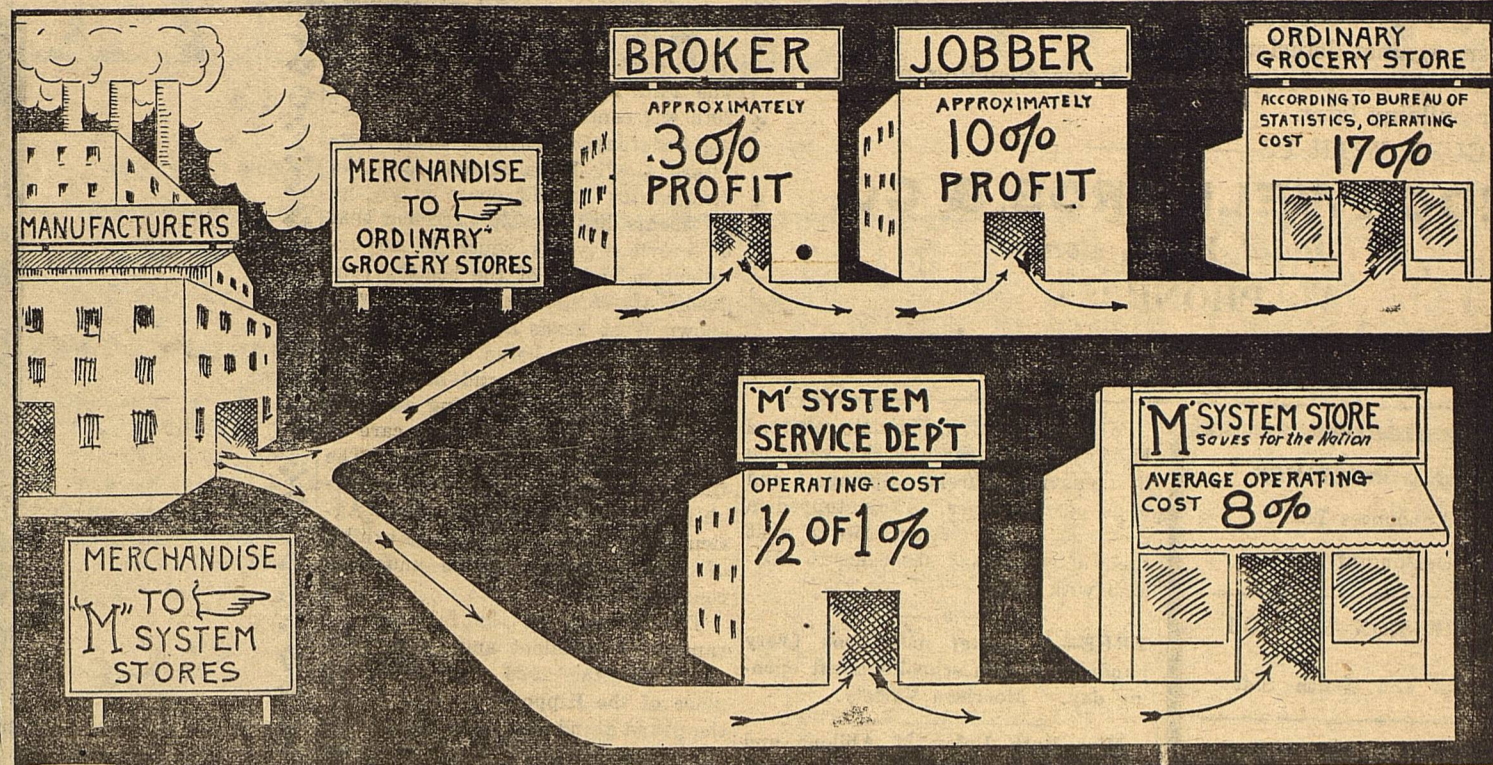 MANUFACTURERS
MERCHANDISE
TO
ORDINARY"
GROCERY STORES
BROKER
APPROXIMATELY
.3%
PROFIT
JOBBER
APPROXIMATELY
10%
PROFIT
ORDINARY
GROCERY STORE
ACCORDING TO BUREAU OF
STATISTICS, OPERATING
COST 17%
MERCHANDISE
TO
"M" SYSTEM
STORES
'M' SYSTEM
SERVICE DEP'T
OPERATING COST
½ OF 1%
'M' SYSTEM STORE
Saves for the Nation
AVERAGE OPERATING
COST 8%